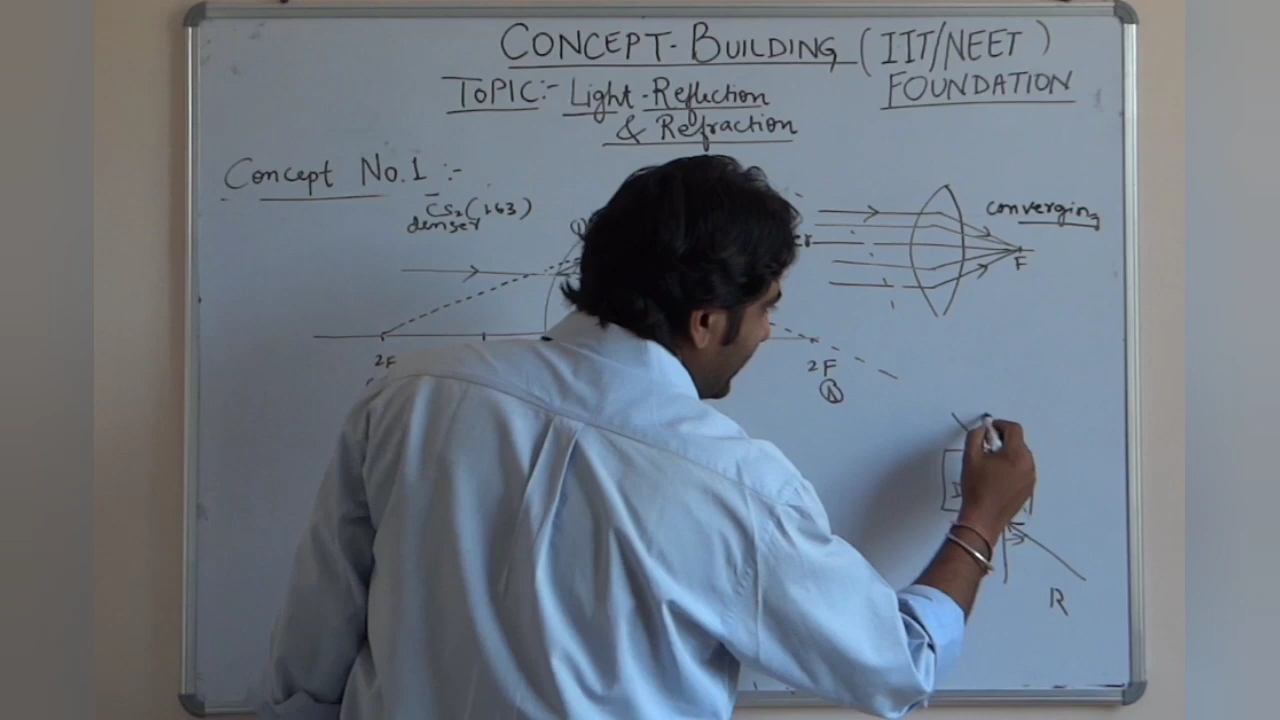 CONCEPT-BUILDING (IIT/NEET)
FOUNDATION
TOPIC:- Light-Reflection
& Refraction
Concept No.1 :-
CS2(1.63)
denser
converging
F
2F
2F
A
R